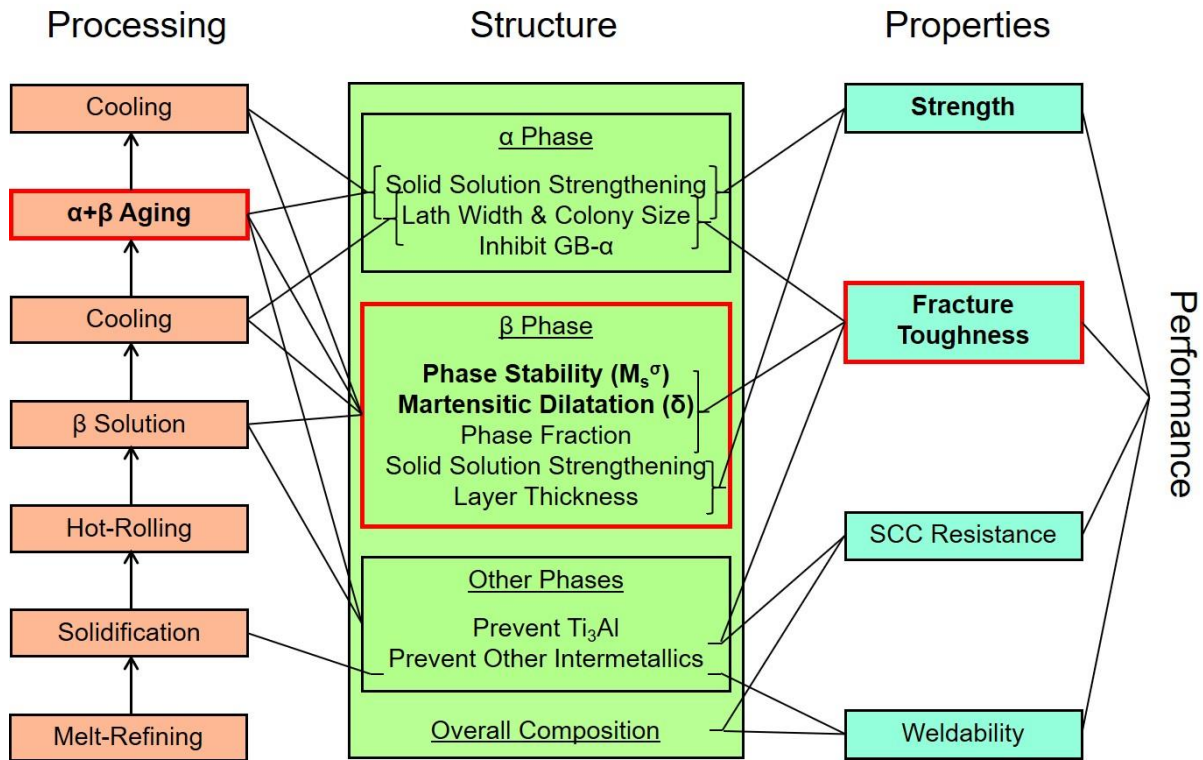 Processing
Structure
Properties
Cooling
α+β Aging
Cooling
β Solution
Hot-Rolling
Solidification
Melt-Refining
α Phase
Solid Solution Strengthening
Lath Width & Colony Size
Inhibit GB-α
β Phase
Phase Stability (Mₛ^σ)
Martensitic Dilatation (δ)
Phase Fraction
Solid Solution Strengthening
Layer Thickness
Other Phases
Prevent Ti₃Al
Prevent Other Intermetallics
Overall Composition
Strength
Fracture
Toughness
SCC Resistance
Weldability
Performance